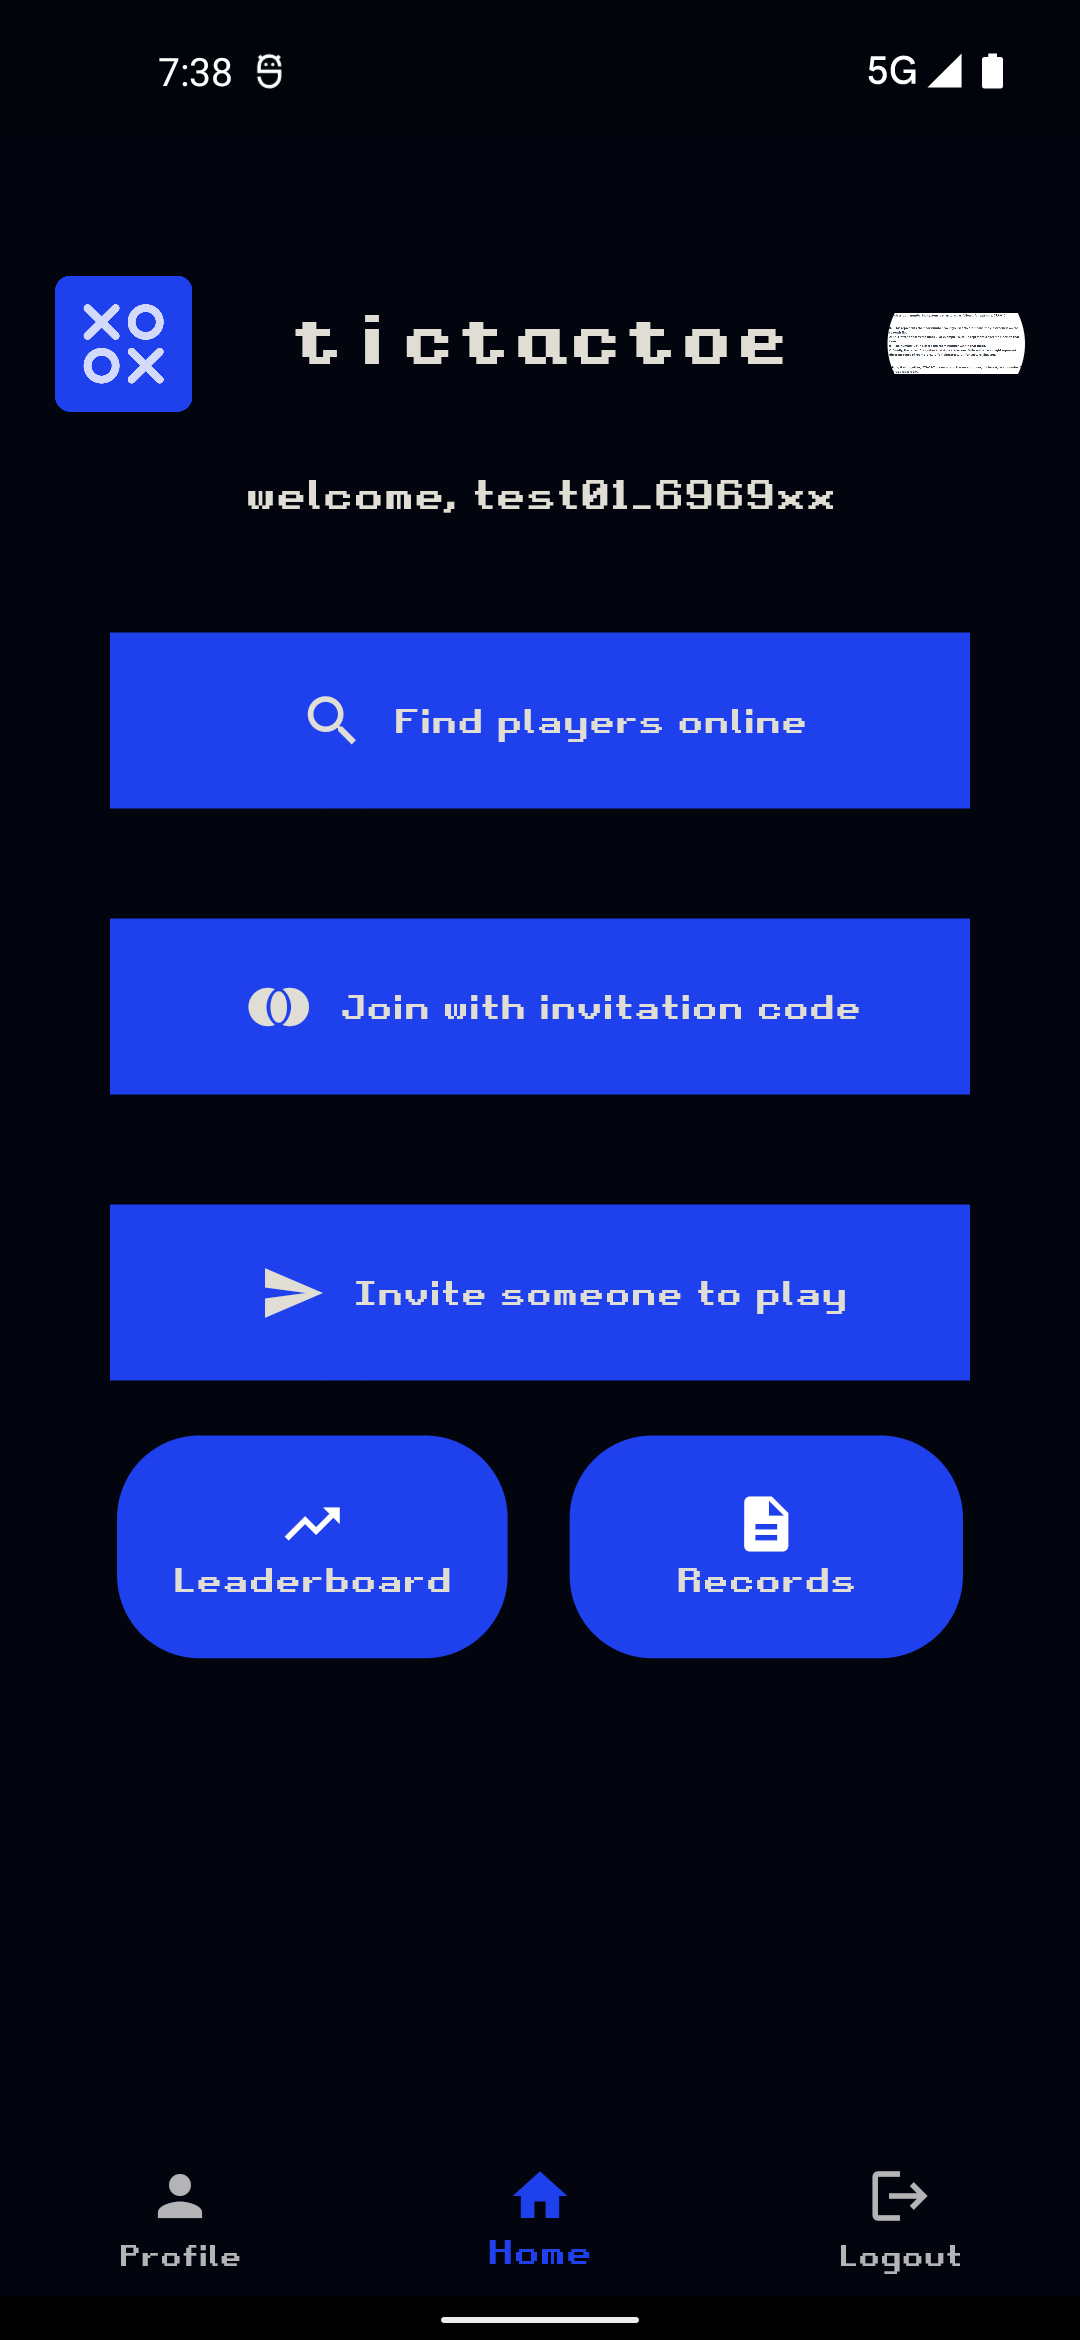 7:38
5G
tictactoe
welcome, test01_6969xx
Find players online
Join with invitation code
Invite someone to play
Leaderboard
Records
Profile
Home
Logout